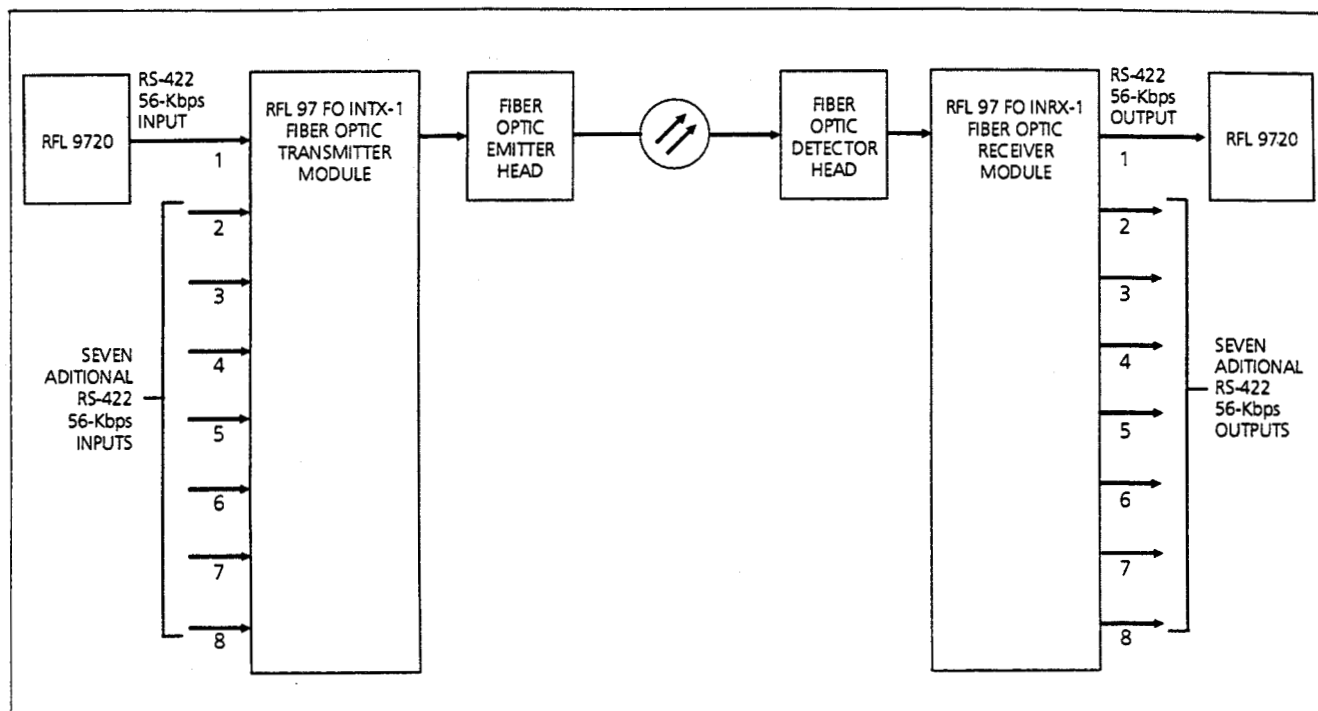 RFL 9720
RS-422
56-Kbps
INPUT
1
RFL 97 FO INTX-1
FIBER OPTIC
TRANSMITTER
MODULE
FIBER
OPTIC
EMITTER
HEAD
FIBER
OPTIC
DETECTOR
HEAD
RFL 97 FO INRX-1
FIBER OPTIC
RECEIVER
MODULE
RS-422
56-Kbps
OUTPUT
1
RFL 9720
SEVEN
ADITIONAL
RS-422
56-Kbps
INPUTS
2
3
4
5
6
7
8
2
3
4
5
6
7
8
SEVEN
ADITIONAL
RS-422
56-Kbps
OUTPUTS